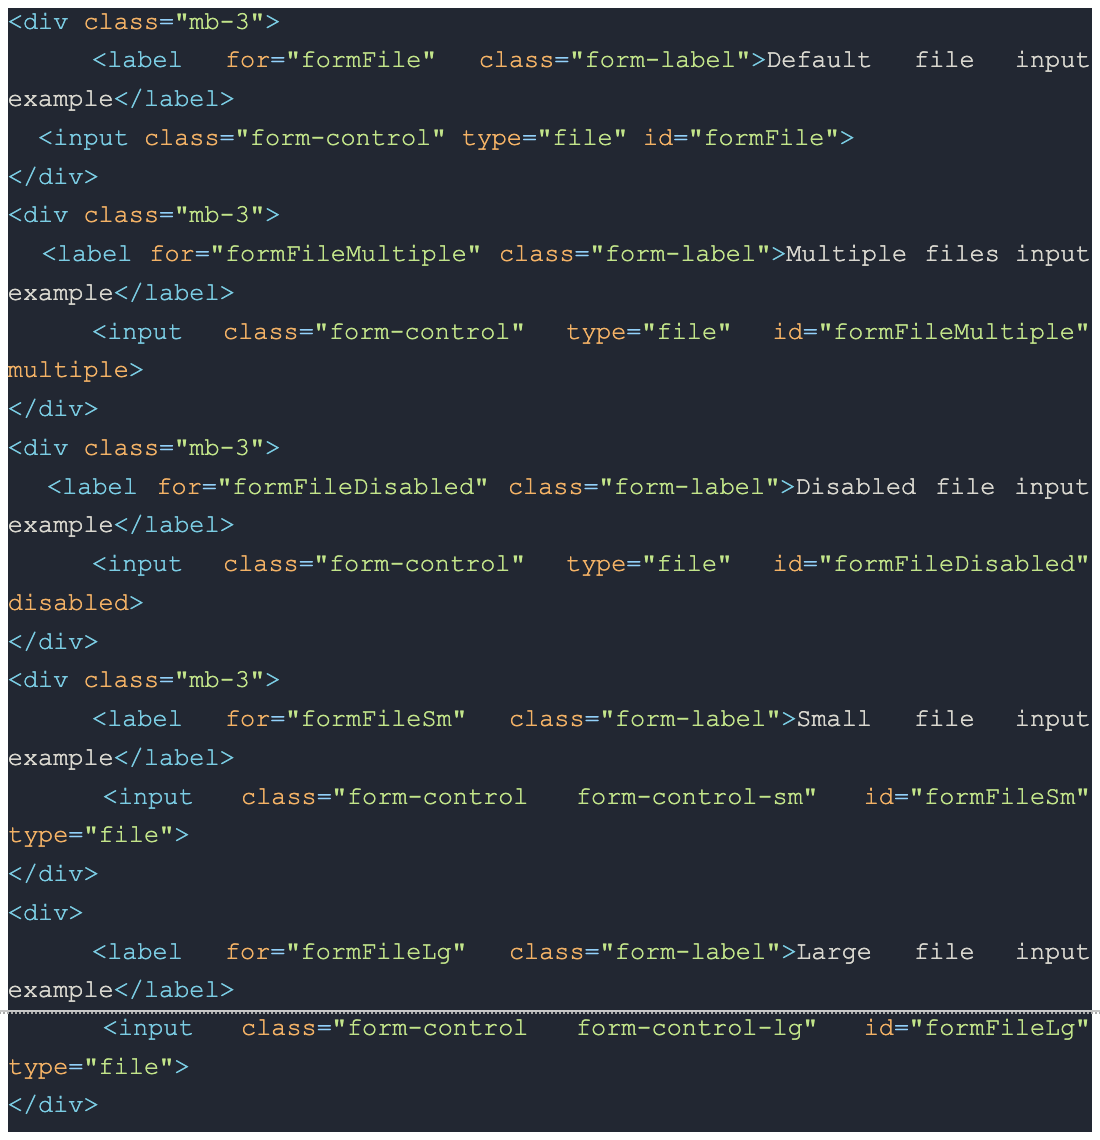 <div class="mb-3">
<label for="formFile" class="form-label">Default file input
example</label>
<input class="form-control" type="file" id="formFile">
</div>
<div class="mb-3">
<label for="formFileMultiple" class="form-label">Multiple files input
example</label>
<input class="form-control" type="file" id="formFileMultiple"
multiple>
</div>
<div class="mb-3">
<label for="formFileDisabled" class="form-label">Disabled file input
example</label>
<input class="form-control" type="file" id="formFileDisabled"
disabled>
</div>
<div class="mb-3">
<label for="formFileSm" class="form-label">Small file input
example</label>
<input class="form-control form-control-sm" id="formFileSm"
type="file">
</div>
<div>
<label for="formFileLg" class="form-label">Large file input
example</label>
<input class="form-control form-control-lg" id="formFileLg"
type="file">
</div>